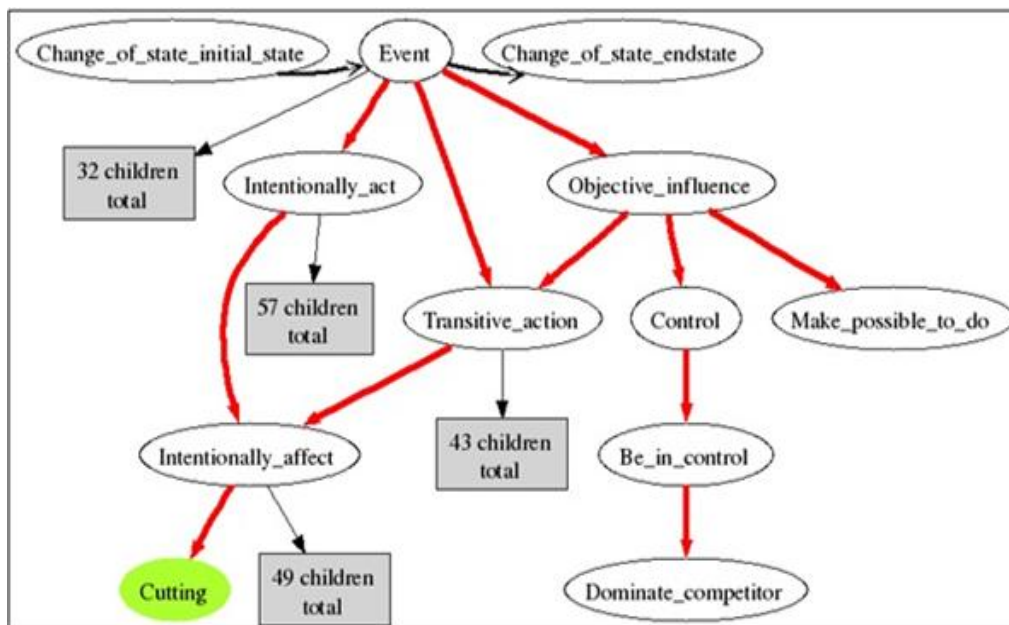 Change_of_state_initial_state
Event
Change_of_state_endstate
32 children
total
Intentionally_act
Objective_influence
57 children
total
Transitive_action
Control
Make_possible_to_do
Intentionally_affect
43 children
total
Be_in_control
Cutting
49 children
total
Dominate_competitor